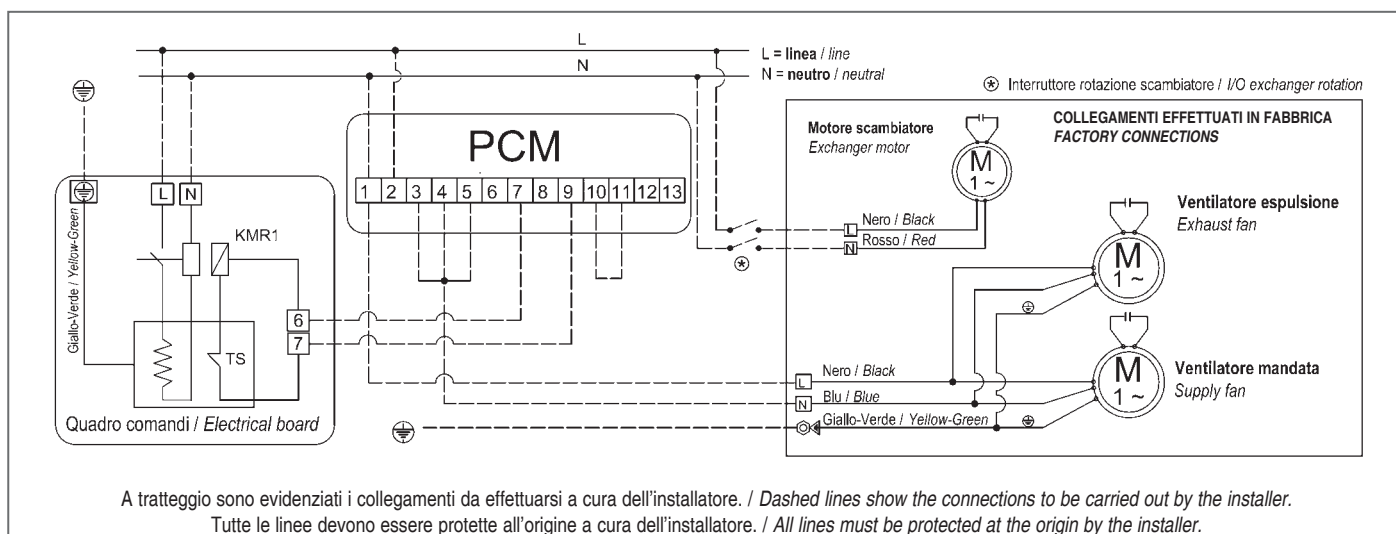 L
N
L = linea / line
N = neutro / neutral
* Interruttore rotazione scambiatore / I/O exchanger rotation
COLLEGAMENTI EFFETTUATI IN FABBRICA
FACTORY CONNECTIONS
Motore scambiatore
Exchanger motor
M
1 ~
PCM
1 2 3 4 5 6 7 8 9 10 11 12 13
Giallo-Verde / Yellow-Green
L N
KMR1
6
7
TS
Quadro comandi / Electrical board
*
L Nero / Black
N Rosso / Red
Ventilatore espulsione
Exhaust fan
M
1 ~
L Nero / Black
N Blu / Blue
Giallo-Verde / Yellow-Green
Ventilatore mandata
Supply fan
M
1 ~
A tratteggio sono evidenziati i collegamenti da effettuarsi a cura dell'installatore. / Dashed lines show the connections to be carried out by the installer.
Tutte le linee devono essere protette all'origine a cura dell'installatore. / All lines must be protected at the origin by the installer.